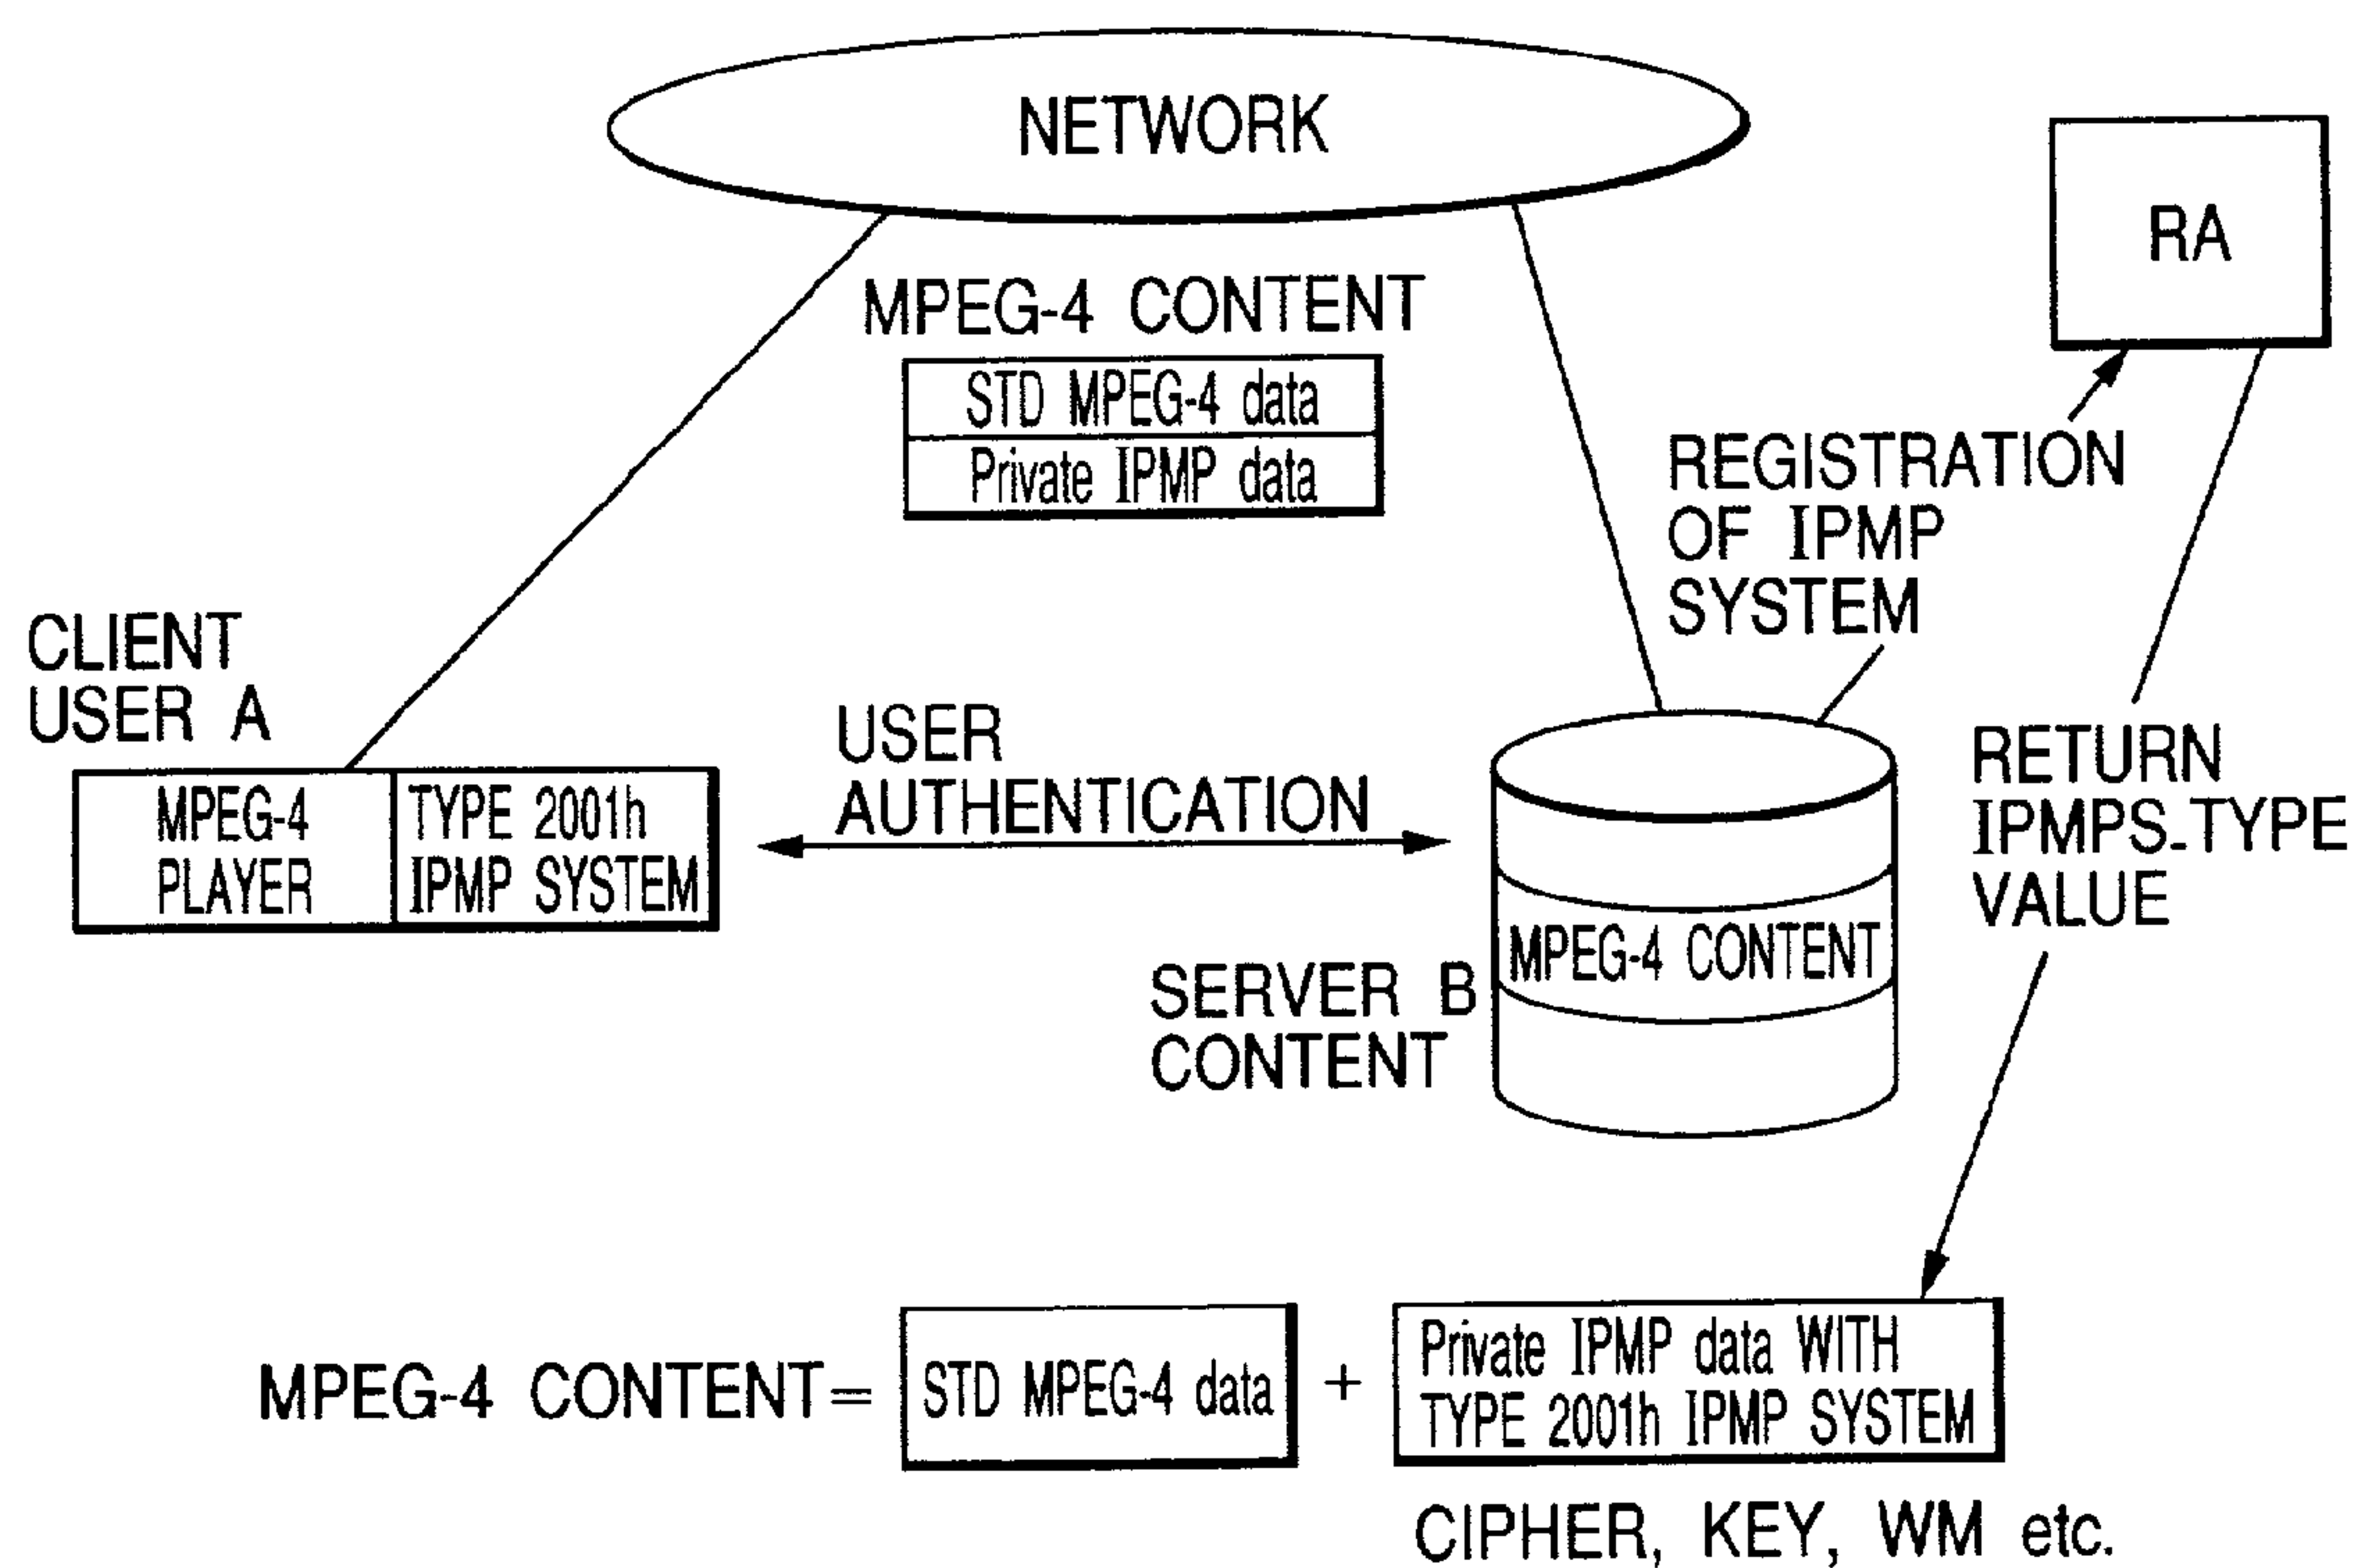 NETWORK
RA
MPEG-4 CONTENT
STD MPEG-4 data
Private IPMP data
REGISTRATION
OF IPMP
SYSTEM
CLIENT
USER A
MPEG-4
PLAYER
TYPE 2001h
IPMP SYSTEM
USER
AUTHENTICATION
RETURN
IPMPS-TYPE
VALUE
MPEG-4 CONTENT
SERVER B
CONTENT
MPEG-4 CONTENT= STD MPEG-4 data + Private IPMP data WITH
TYPE 2001h IPMP SYSTEM
CIPHER, KEY, WM etc.